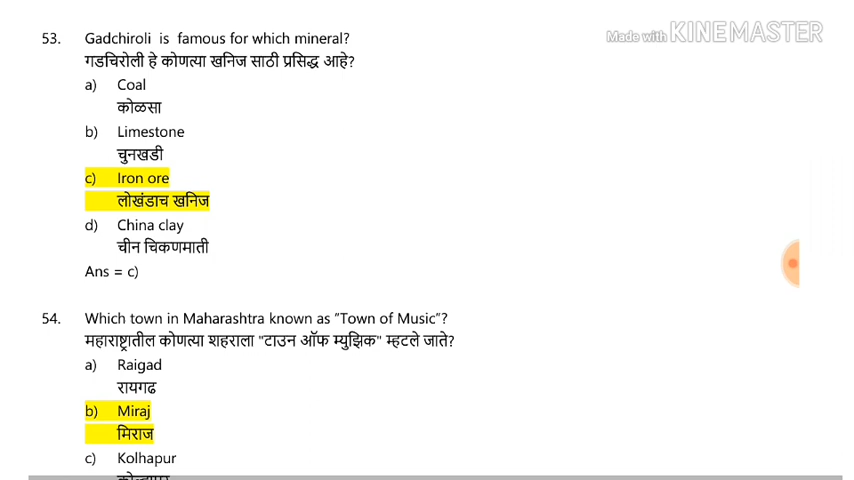 Made with KINEMASTER
53. Gadchiroli is famous for which mineral?
गडचिरोली हे कोणत्या खनिज साठी प्रसिद्ध आहे?
a) Coal
कोळसा
b) Limestone
चुनखडी
c) Iron ore
लोखंडाच खनिज
d) China clay
चीन चिकणमाती
Ans = c)
54. Which town in Maharashtra known as "Town of Music"?
महाराष्ट्रातील कोणत्या शहराला "टाउन ऑफ म्युझिक" म्हटले जाते?
a) Raigad
रायगढ
b) Miraj
मिराज
c) Kolhapur